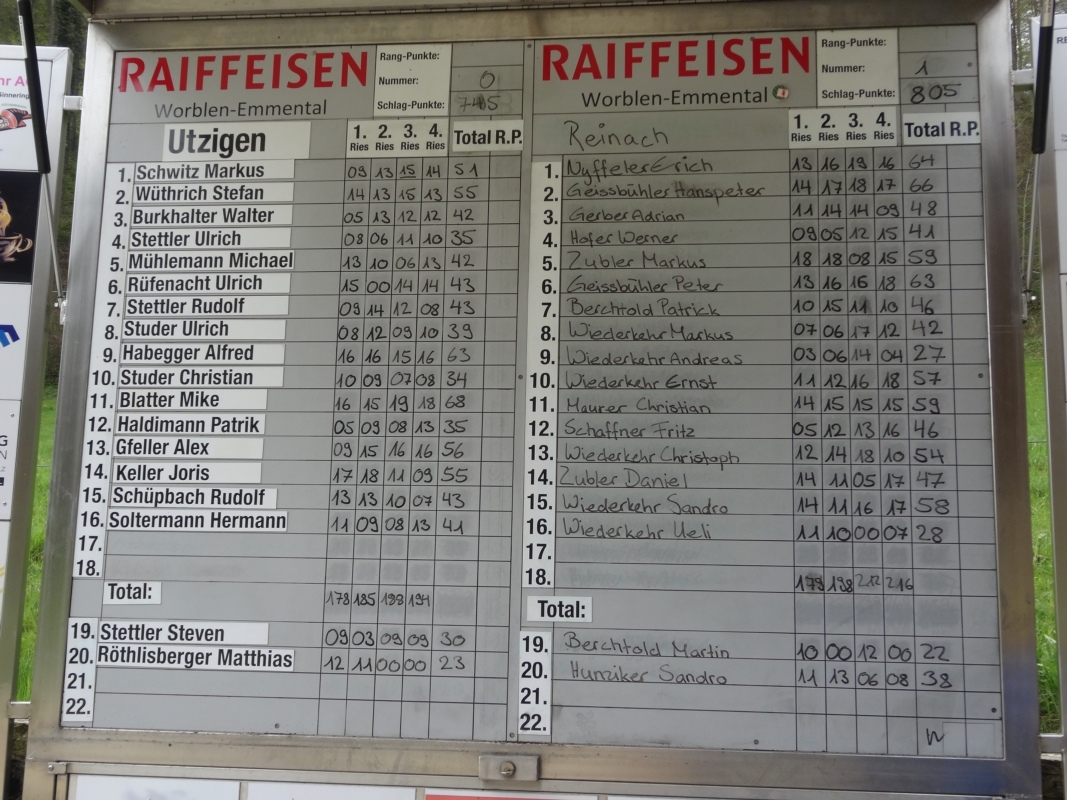 RAIFFEISEN
Worblen-Emmental
Rang-Punkte:
Nummer: 0
Schlag-Punkte: 745
Utzigen 1. Ries 2. Ries 3. Ries 4. Ries Total R.P.
1. Schwitz Markus 09 13 15 14 51
2. Wüthrich Stefan 14 13 15 13 55
3. Burkhalter Walter 05 13 12 12 42
4. Stettler Ulrich 08 06 11 10 35
5. Mühlemann Michael 13 10 06 13 42
6. Rüfenacht Ulrich 15 00 14 14 43
7. Stettler Rudolf 09 14 12 08 43
8. Studer Ulrich 08 12 09 10 39
9. Habegger Alfred 16 16 15 16 63
10. Studer Christian 10 09 07 08 34
11. Blatter Mike 16 15 19 18 68
12. Haldimann Patrik 05 09 08 13 35
13. Gfeller Alex 09 15 16 16 56
14. Keller Joris 17 18 11 09 55
15. Schüpbach Rudolf 13 13 10 07 43
16. Soltermann Hermann 11 09 08 13 41
17.
18.
Total: 178 185 198 194
19. Stettler Steven 09 03 09 09 30
20. Röthlisberger Matthias 12 11 00 00 23
21.
22.
RAIFFEISEN
Worblen-Emmental
Rang-Punkte:
Nummer: 1
Schlag-Punkte: 805
Reinach 1. Ries 2. Ries 3. Ries 4. Ries Total R.P.
1. Nyffeler Erich 13 16 19 16 64
2. Geissbühler Hanspeter 14 17 18 17 66
3. Gerber Adrian 11 14 14 09 48
4. Hofer Werner 09 05 12 15 41
5. Zubler Markus 18 18 08 15 59
6. Geissbühler Peter 13 16 16 18 63
7. Berchtold Patrick 10 15 11 10 46
8. Wiederkehr Markus 07 06 17 12 42
9. Wiederkehr Andreas 03 06 14 04 27
10. Wiederkehr Ernst 11 12 16 18 57
11. Maurer Christian 14 15 15 15 59
12. Schaffner Fritz 05 12 13 16 46
13. Wiederkehr Christoph 12 14 18 10 54
14. Zubler Daniel 14 11 05 17 47
15. Wiederkehr Sandro 14 11 16 17 58
16. Wiederkehr Ueli 11 10 00 07 28
17.
18. 179 198 212 216
Total:
19. Berchtold Martin 10 00 12 00 22
20. Hunziker Sandro 11 13 06 08 38
21.
22.